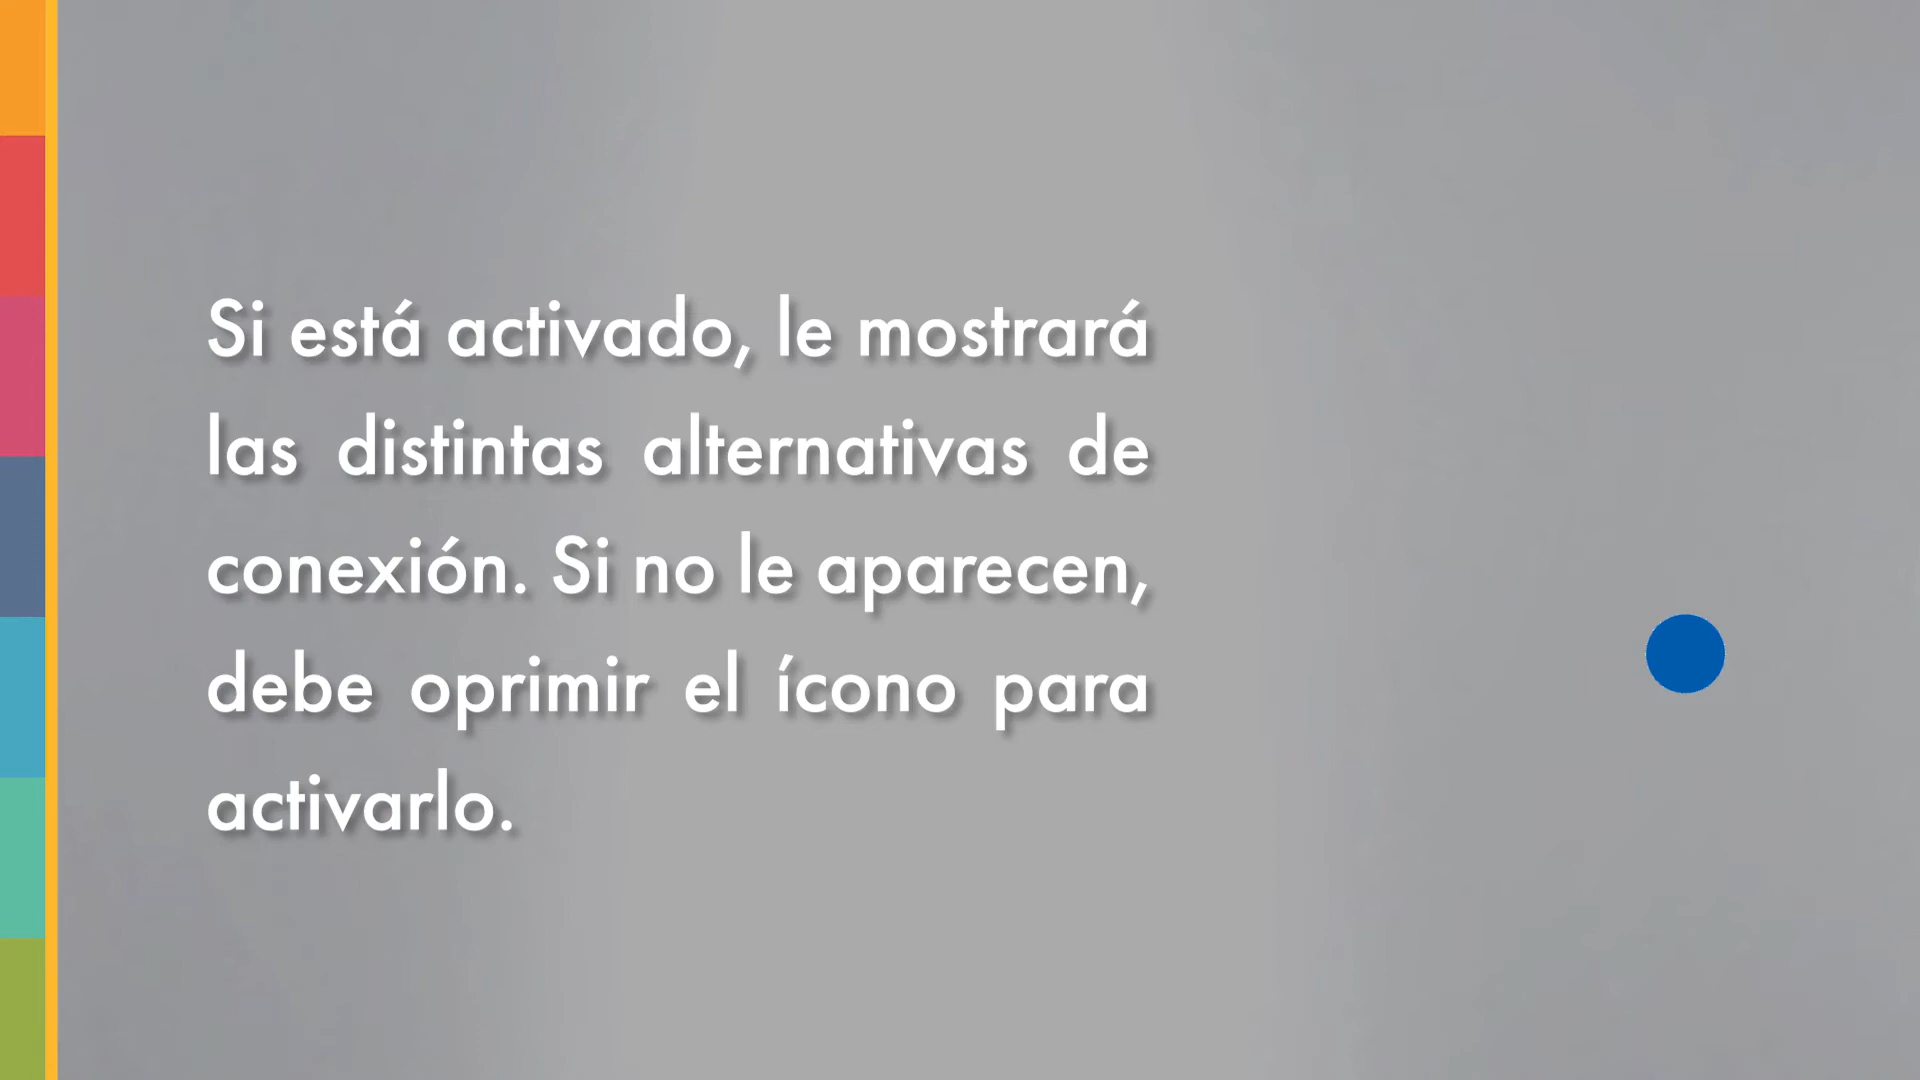 Si está activado, le mostrará
las distintas alternativas de
conexión. Si no le aparecen,
debe oprimir el ícono para
activarlo.